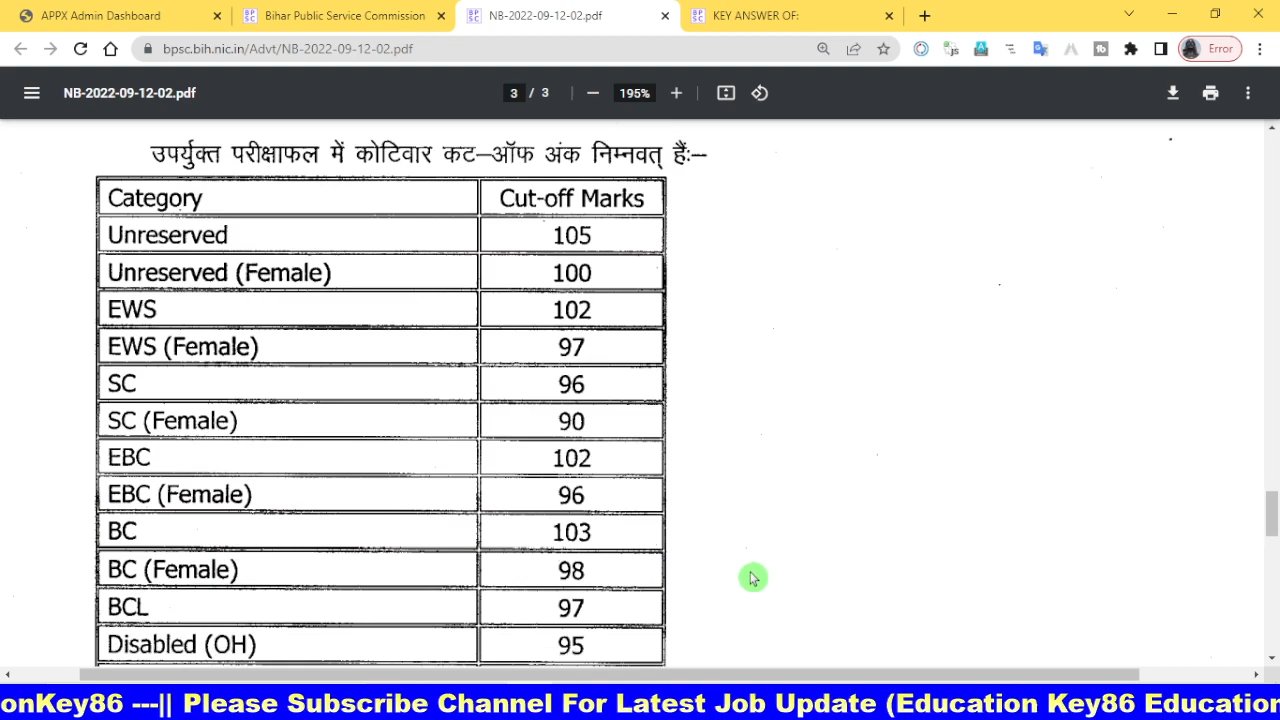 APPX Admin Dashboard
Bihar Public Service Commission
NB-2022-09-12-02.pdf
KEY ANSWER OF:
bpsc.bih.nic.in/Advt/NB-2022-09-12-02.pdf
Error
NB-2022-09-12-02.pdf
3 / 3
195%
उपर्युक्त परीक्षाफल में कोटिवार कट–ऑफ अंक निम्नवत् हैंः–
Category Cut-off Marks
Unreserved 105
Unreserved (Female) 100
EWS 102
EWS (Female) 97
SC 96
SC (Female) 90
EBC 102
EBC (Female) 96
BC 103
BC (Female) 98
BCL 97
Disabled (OH) 95
onKey86 ---|| Please Subscribe Channel For Latest Job Update (Education Key86 Education